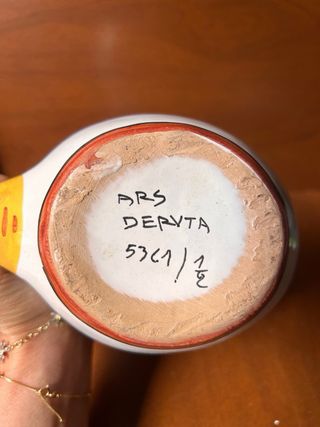 ARS
DERVTA
5361/ 1/2